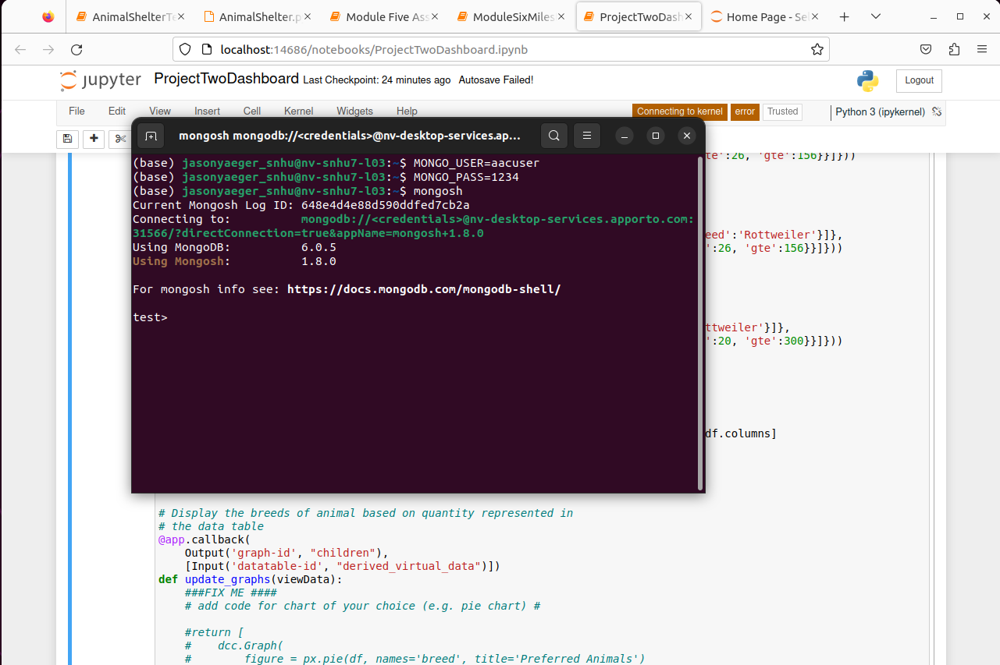 AnimalShelterTe
AnimalShelter.p
Module Five Ass
ModuleSixMiles
ProjectTwoDash
Home Page - Sel
localhost:14686/notebooks/ProjectTwoDashboard.ipynb
jupyter ProjectTwoDashboard Last Checkpoint: 24 minutes ago Autosave Failed! Logout
File Edit View Insert Cell Kernel Widgets Help Connecting to kernel error Trusted Python 3 (ipykernel)
mongosh mongodb://<credentials>@nv-desktop-services.ap...
(base) jasonyaeger_snhu@nv-snhu7-l03:~$ MONGO_USER=aacuser
(base) jasonyaeger_snhu@nv-snhu7-l03:~$ MONGO_PASS=1234
(base) jasonyaeger_snhu@nv-snhu7-l03:~$ mongosh
Current Mongosh Log ID: 648e4d4e88d590ddfed7cb2a
Connecting to: mongodb://<credentials>@nv-desktop-services.apporto.com:
31566/?directConnection=true&appName=mongosh+1.8.0
Using MongoDB: 6.0.5
Using Mongosh: 1.8.0
For mongosh info see: https://docs.mongodb.com/mongodb-shell/
test>
te':26, 'gte':156}}]}))
eed':'Rottweiler'}]},
':26, 'gte':156}}]}))
ttweiler'}]},
':20, 'gte':300}}]}))
df.columns]
# Display the breeds of animal based on quantity represented in
# the data table
@app.callback(
Output('graph-id', "children"),
[Input('datatable-id', "derived_virtual_data")])
def update_graphs(viewData):
###FIX ME ####
# add code for chart of your choice (e.g. pie chart) #
#return [
# dcc.Graph(
# figure = px.pie(df, names='breed', title='Preferred Animals')